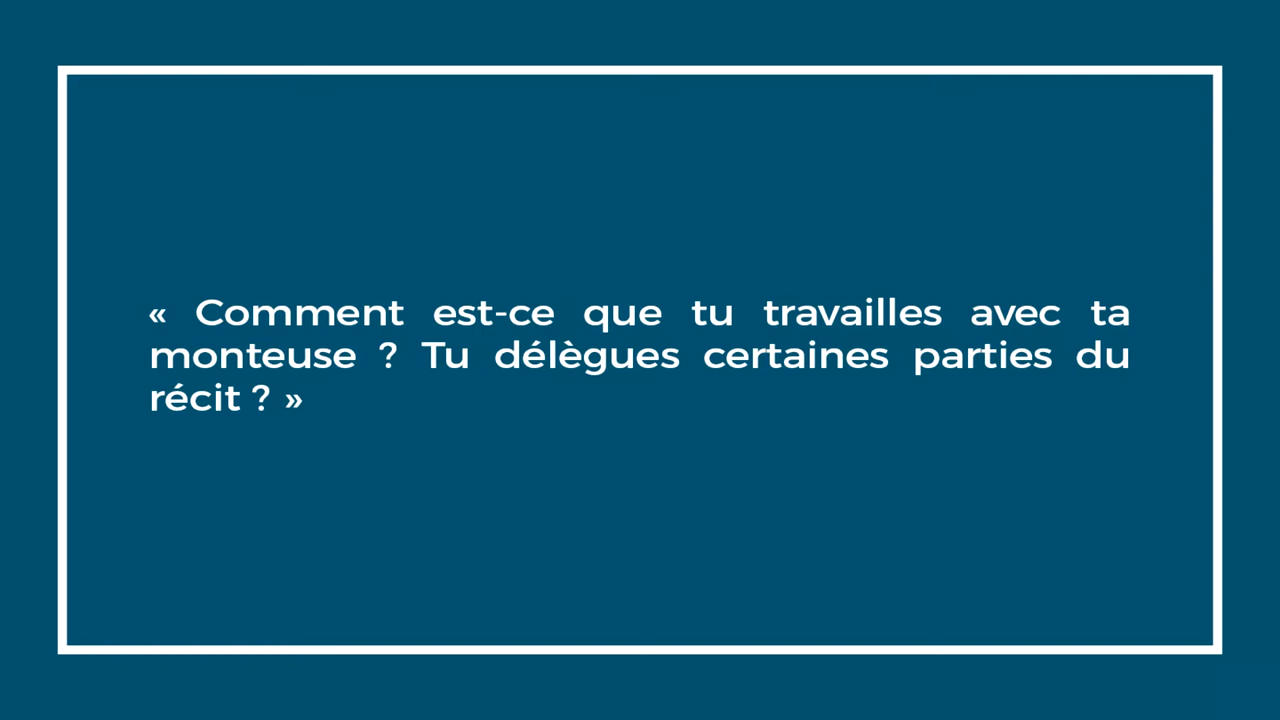 « Comment est-ce que tu travailles avec ta
monteuse ? Tu délègues certaines parties du
récit ? »